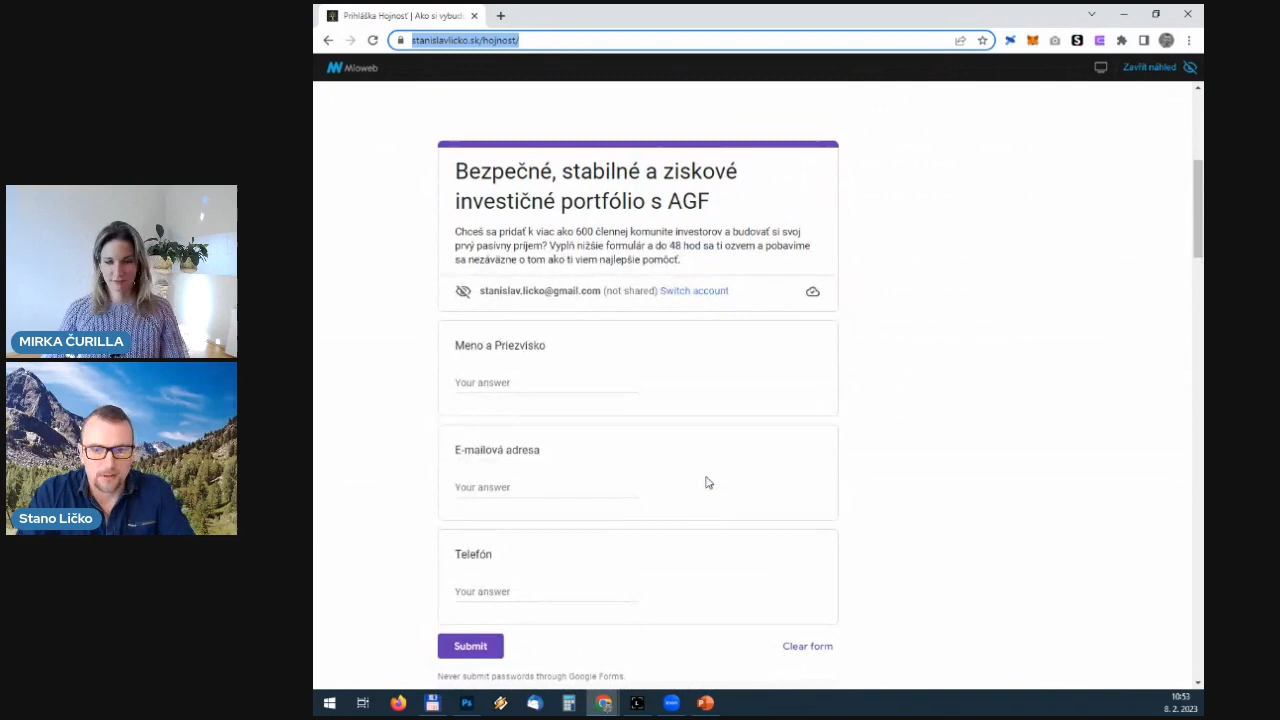 Prihláška Hojnosť | Ako si vybud
stanislavlicko.sk/hojnost/
Mioweb
Zavřít náhled
Bezpečné, stabilné a ziskové
investičné portfólio s AGF
Chceš sa pridať k viac ako 600 člennej komunite investorov a budovať si svoj
prvý pasívny príjem? Vyplň nižšie formulár a do 48 hod sa ti ozvem a pobavíme
sa nezáväzne o tom ako ti viem najlepšie pomôcť.
stanislav.licko@gmail.com (not shared) Switch account
Meno a Priezvisko
Your answer
E-mailová adresa
Your answer
Telefón
Your answer
Submit
Clear form
Never submit passwords through Google Forms.
MIRKA ČURILLA
Stano Ličko
10:53
8. 2. 2023